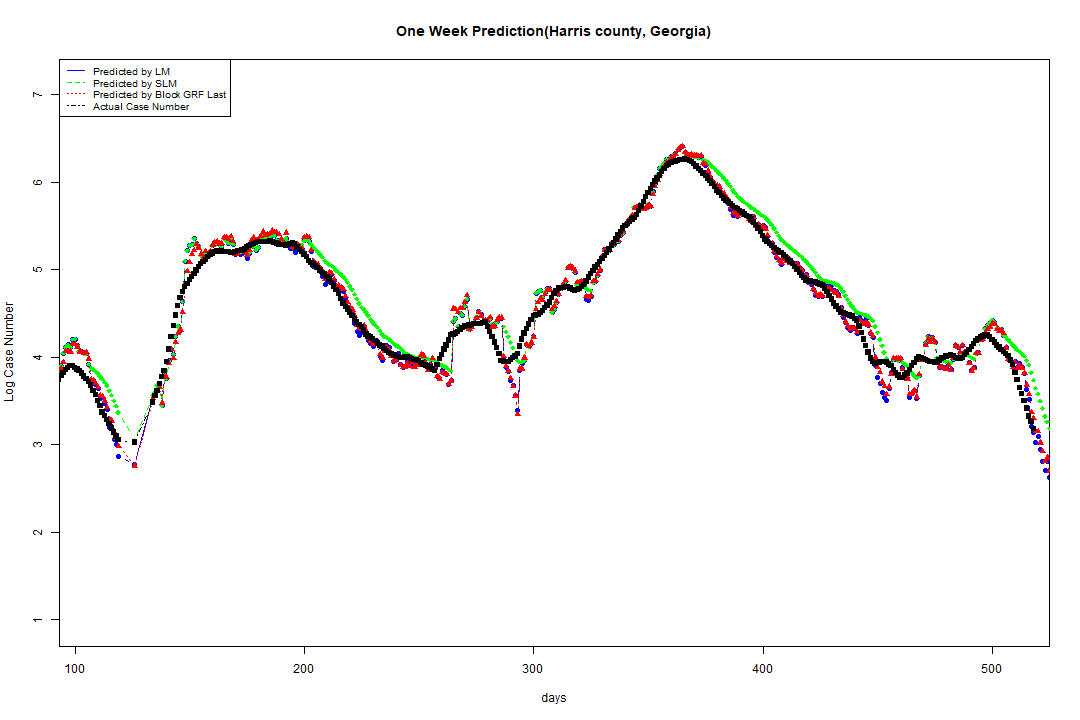 One Week Prediction(Harris county, Georgia)
Predicted by LM
Predicted by SLM
Predicted by Block GRF Last
Actual Case Number
7
6
5
4
3
2
1
Log Case Number
100 200 300 400 500
days